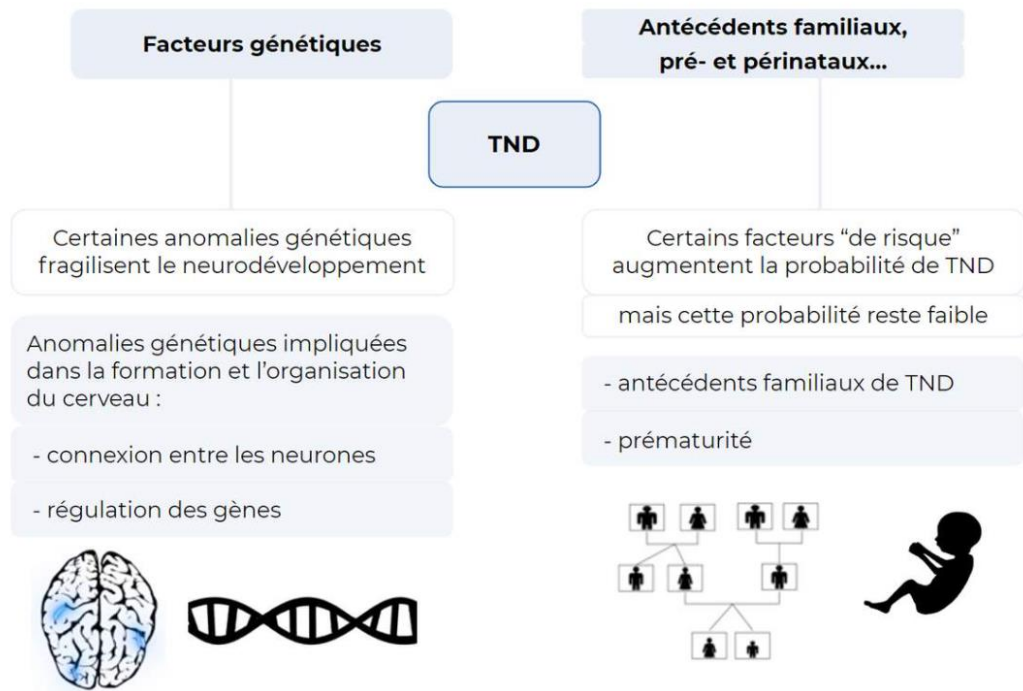 Facteurs génétiques
Antécédents familiaux,
pré- et périnataux...
TND
Certaines anomalies génétiques
fragilisent le neurodéveloppement
Anomalies génétiques impliquées
dans la formation et l’organisation
du cerveau :
- connexion entre les neurones
- régulation des gènes
Certains facteurs “de risque”
augmentent la probabilité de TND
mais cette probabilité reste faible
- antécédents familiaux de TND
- prématurité